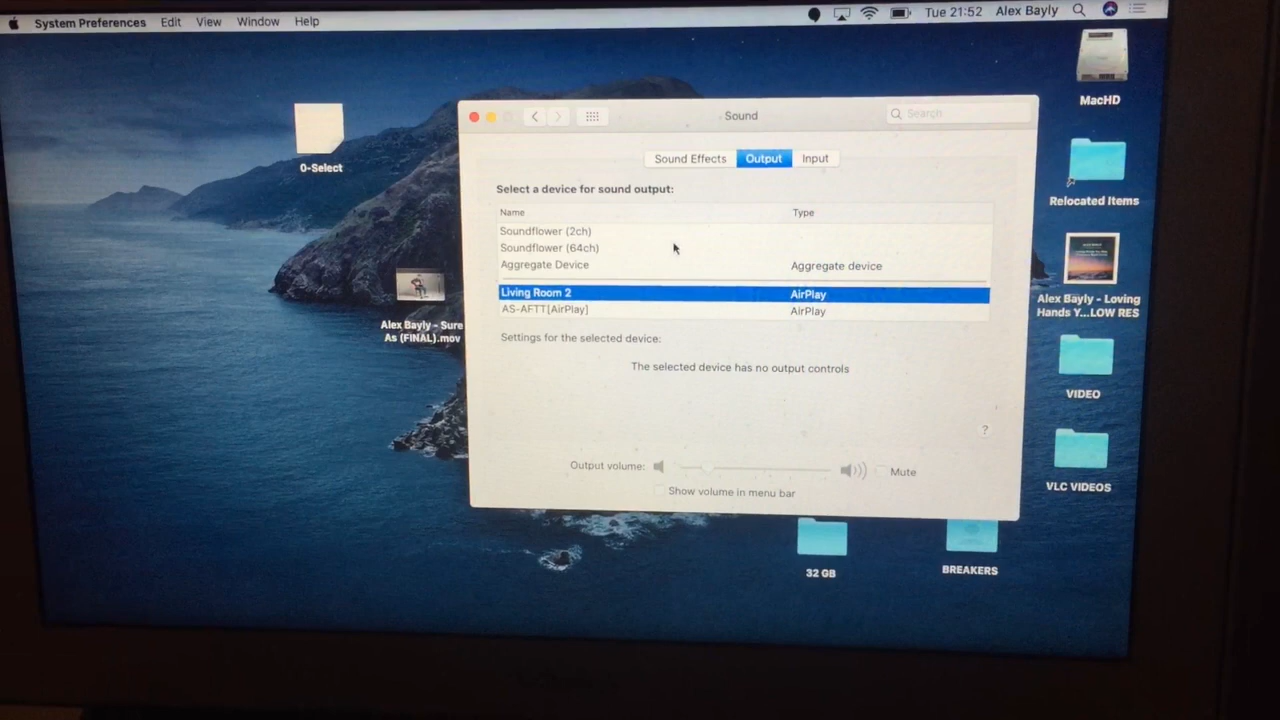 System Preferences Edit View Window Help Tue 21:52 Alex Bayly
MacHD
0-Select
Sound
Search
Sound Effects Output Input
Select a device for sound output:
Name Type
Soundflower (2ch)
Soundflower (64ch)
Aggregate Device Aggregate device
Living Room 2 AirPlay
AS-AFTT[AirPlay] AirPlay
Settings for the selected device:
The selected device has no output controls
?
Output volume: Mute
Show volume in menu bar
Relocated Items
Alex Bayly - Loving
Hands Y...LOW RES
Alex Bayly - Sure
As (FINAL).mov
VIDEO
VLC VIDEOS
32 GB
BREAKERS